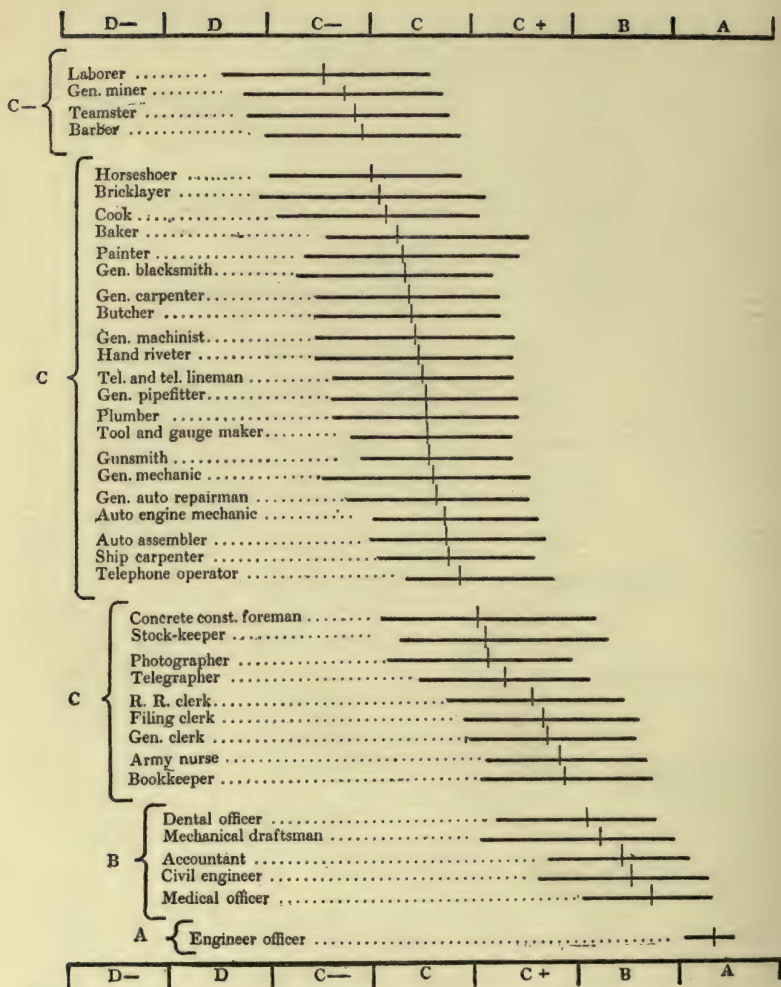 D— D C— C C + B A
Laborer
Gen. miner
C—
Teamster
Barber
Horseshoer
Bricklayer
Cook
Baker
Painter
Gen. blacksmith
Gen. carpenter
Butcher
Gen. machinist
Hand riveter
C
Tel. and tel. lineman
Gen. pipefitter
Plumber
Tool and gauge maker
Gunsmith
Gen. mechanic
Gen. auto repairman
Auto engine mechanic
Auto assembler
Ship carpenter
Telephone operator
Concrete const. foreman
Stock-keeper
Photographer
Telegrapher
C
R. R. clerk
Filing clerk
Gen. clerk
Army nurse
Bookkeeper
Dental officer
Mechanical draftsman
B
Accountant
Civil engineer
Medical officer
A
Engineer officer
D— D C— C C + B A